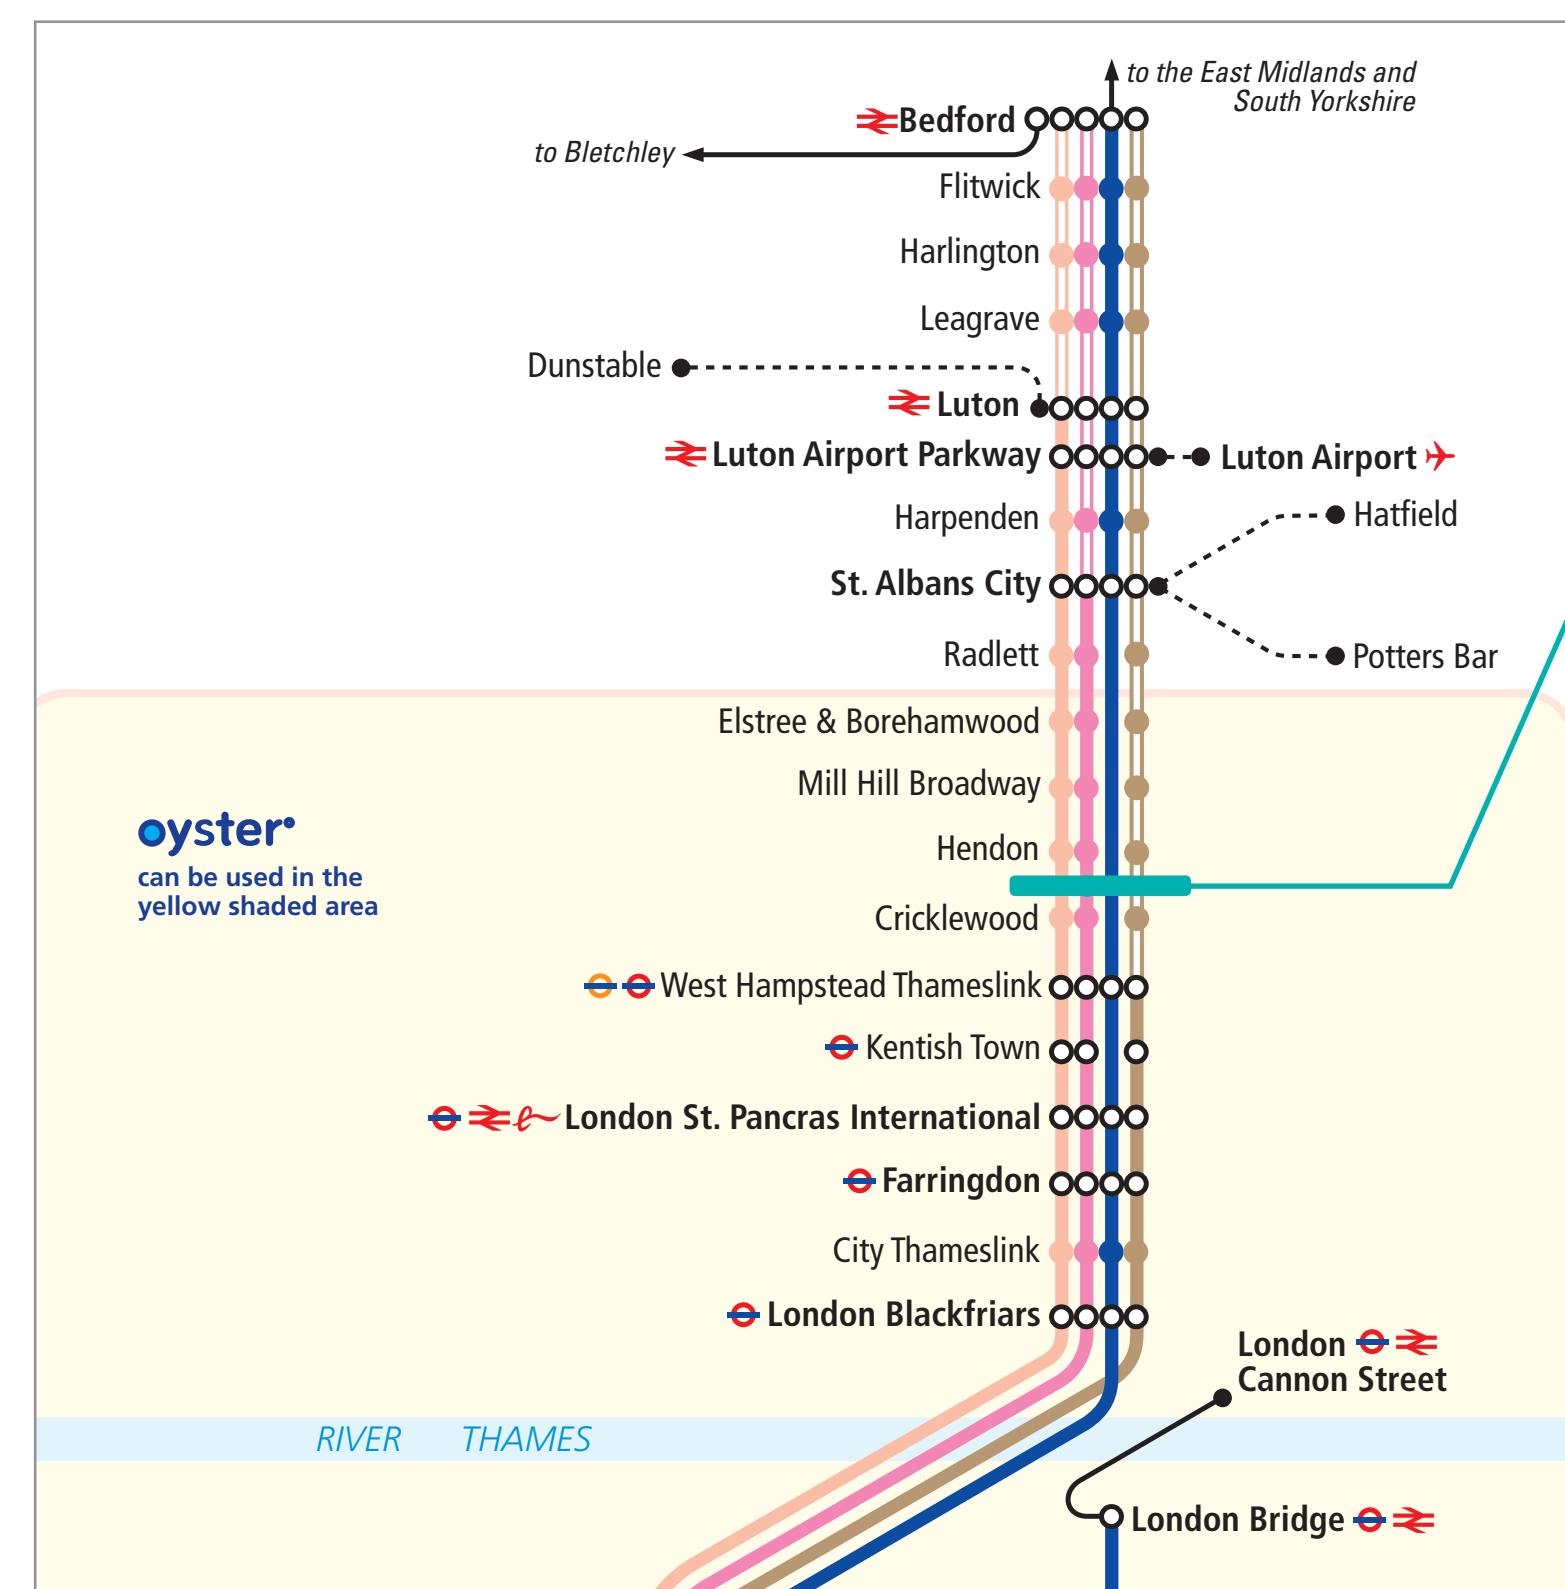 to the East Midlands and
South Yorkshire
Bedford
to Bletchley
Flitwick
Harlington
Leagrave
Dunstable
Luton
Luton Airport Parkway
Luton Airport
Harpenden
Hatfield
St. Albans City
Radlett
Potters Bar
Elstree & Borehamwood
Mill Hill Broadway
oyster
can be used in the
yellow shaded area
Hendon
Cricklewood
West Hampstead Thameslink
Kentish Town
London St. Pancras International
Farringdon
City Thameslink
London Blackfriars
London
Cannon Street
RIVER THAMES
London Bridge